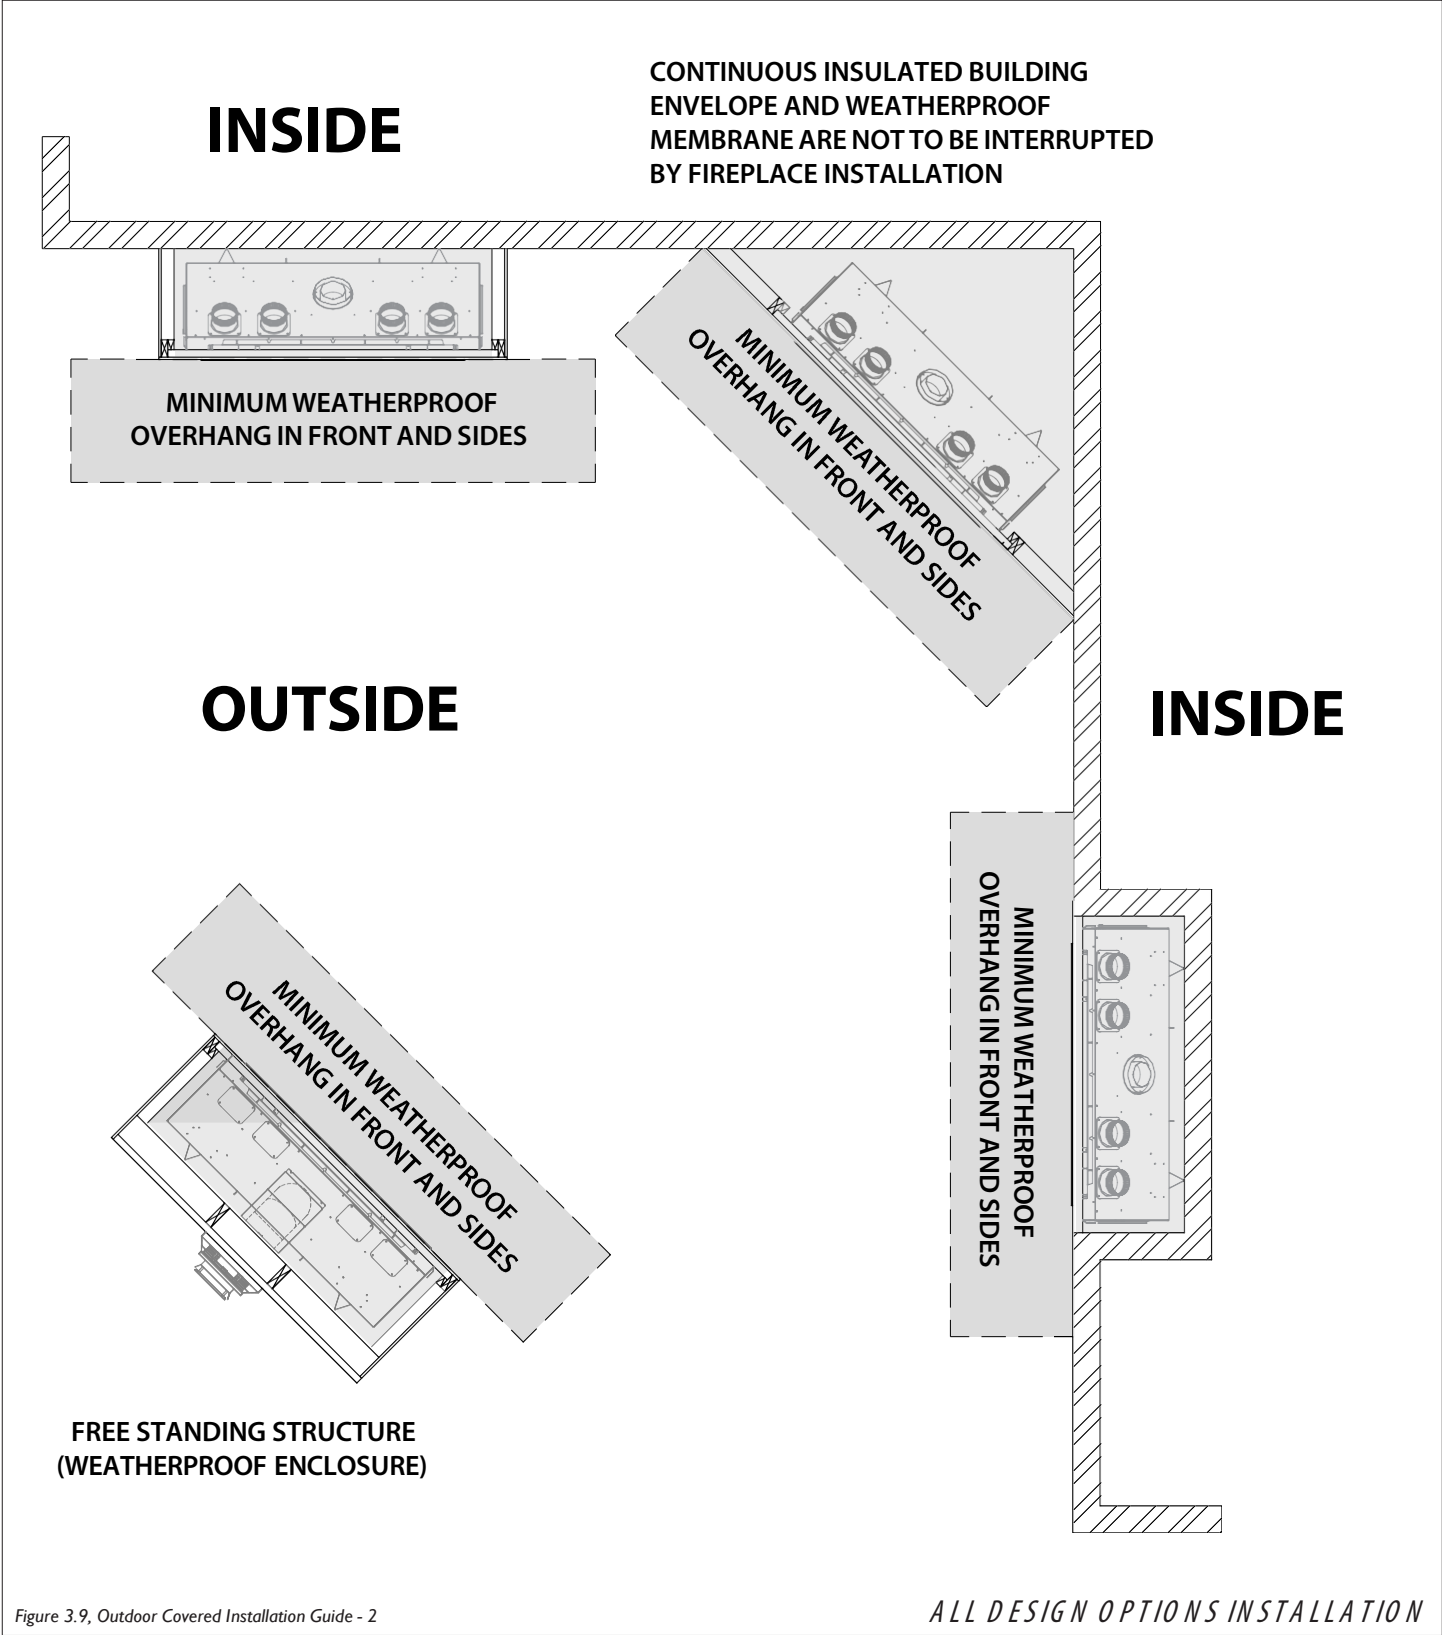 INSIDE
CONTINUOUS INSULATED BUILDING
ENVELOPE AND WEATHERPROOF
MEMBRANE ARE NOT TO BE INTERRUPTED
BY FIREPLACE INSTALLATION
MINIMUM WEATHERPROOF
OVERHANG IN FRONT AND SIDES
MINIMUM WEATHERPROOF
OVERHANG IN FRONT AND SIDES
OUTSIDE
INSIDE
MINIMUM WEATHERPROOF
OVERHANG IN FRONT AND SIDES
MINIMUM WEATHERPROOF
OVERHANG IN FRONT AND SIDES
FREE STANDING STRUCTURE
(WEATHERPROOF ENCLOSURE)
Figure 3.9, Outdoor Covered Installation Guide - 2
ALL DESIGN OPTIONS INSTALLATION